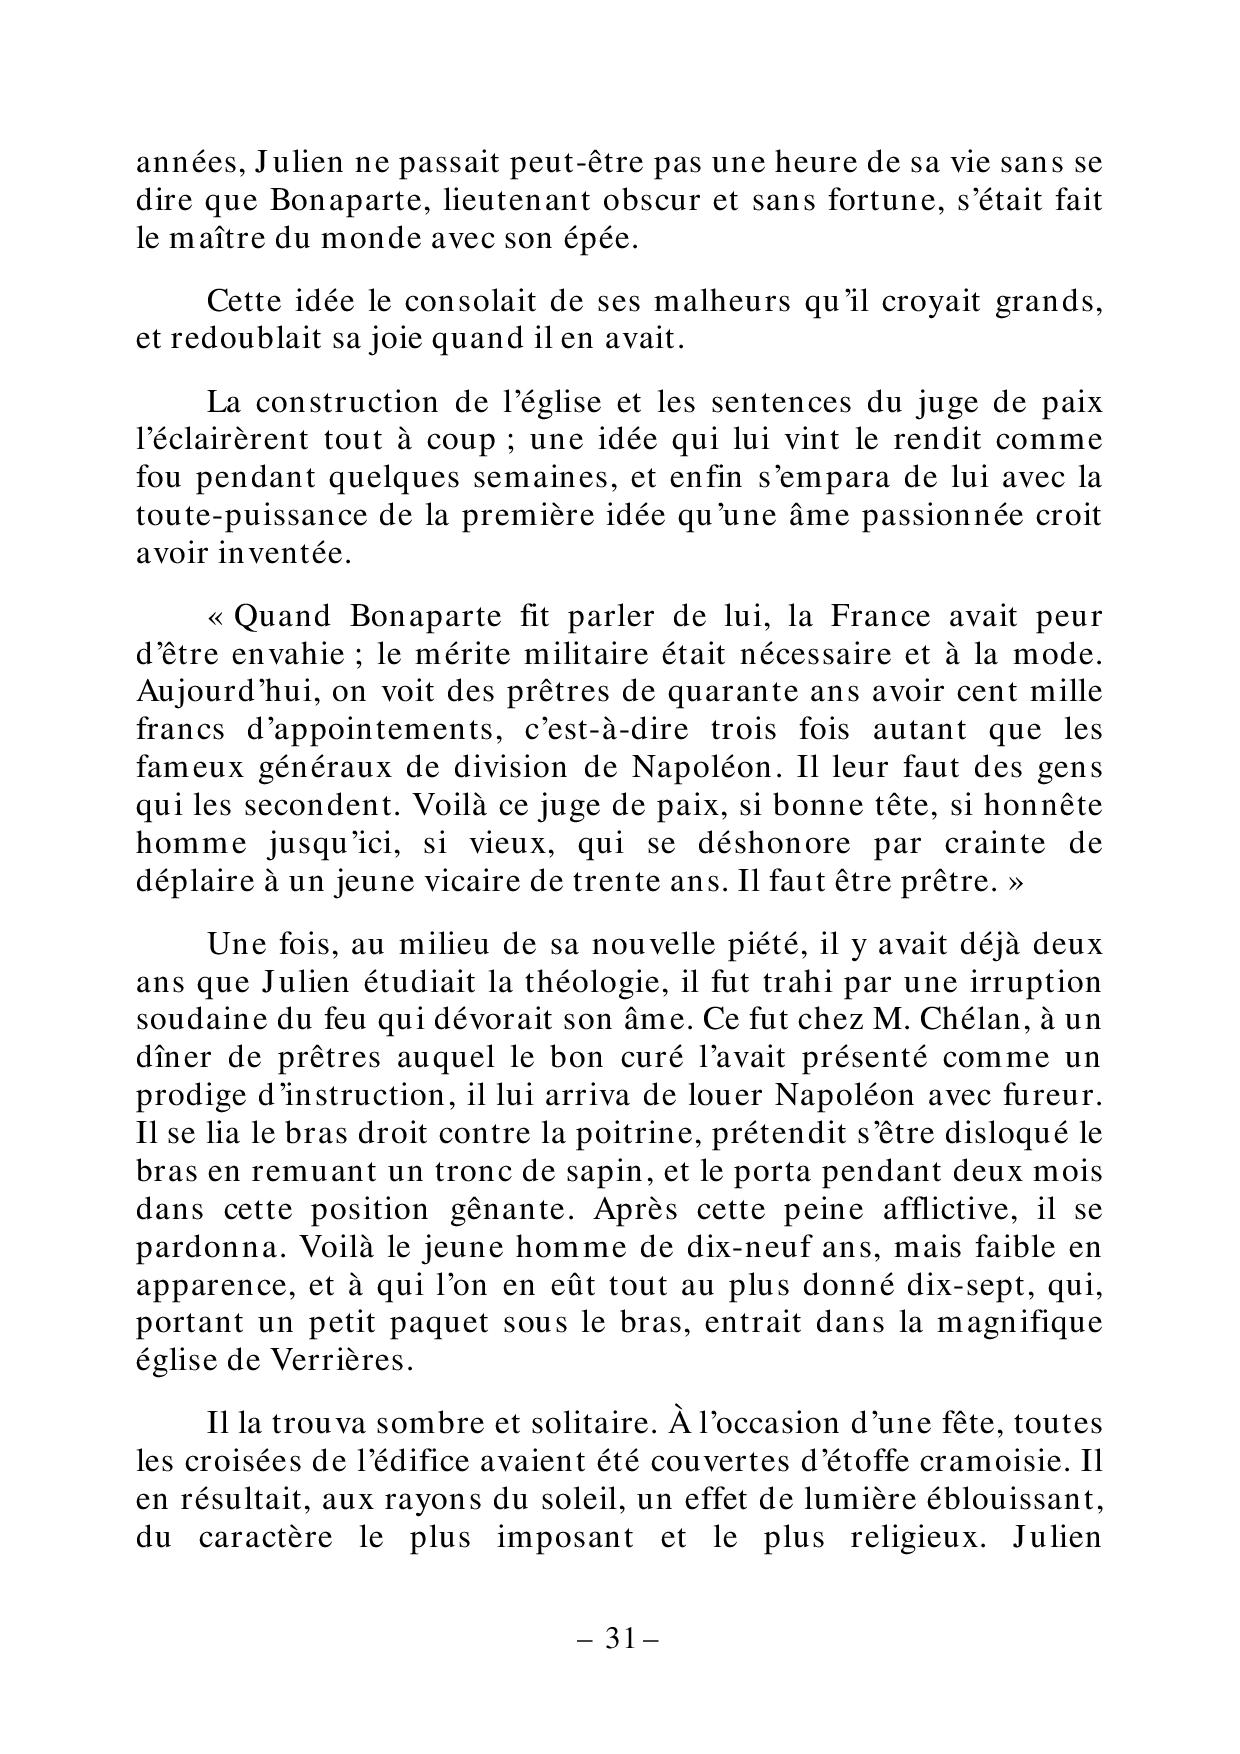 années, Julien ne passait peut-être pas une heure de sa vie sans se
dire que Bonaparte, lieutenant obscur et sans fortune, s’était fait
le maître du monde avec son épée.
Cette idée le consolait de ses malheurs qu’il croyait grands,
et redoublait sa joie quand il en avait.
La construction de l’église et les sentences du juge de paix
l’éclairèrent tout à coup ; une idée qui lui vint le rendit comme
fou pendant quelques semaines, et enfin s’empara de lui avec la
toute-puissance de la première idée qu’une âme passionnée croit
avoir inventée.
« Quand Bonaparte fit parler de lui, la France avait peur
d’être envahie ; le mérite militaire était nécessaire et à la mode.
Aujourd’hui, on voit des prêtres de quarante ans avoir cent mille
francs d’appointements, c’est-à-dire trois fois autant que les
fameux généraux de division de Napoléon. Il leur faut des gens
qui les secondent. Voilà ce juge de paix, si bonne tête, si honnête
homme jusqu’ici, si vieux, qui se déshonore par crainte de
déplaire à un jeune vicaire de trente ans. Il faut être prêtre. »
Une fois, au milieu de sa nouvelle piété, il y avait déjà deux
ans que Julien étudiait la théologie, il fut trahi par une irruption
soudaine du feu qui dévorait son âme. Ce fut chez M. Chélan, à un
dîner de prêtres auquel le bon curé l’avait présenté comme un
prodige d’instruction, il lui arriva de louer Napoléon avec fureur.
Il se lia le bras droit contre la poitrine, prétendit s’être disloqué le
bras en remuant un tronc de sapin, et le porta pendant deux mois
dans cette position gênante. Après cette peine afflictive, il se
pardonna. Voilà le jeune homme de dix-neuf ans, mais faible en
apparence, et à qui l’on en eût tout au plus donné dix-sept, qui,
portant un petit paquet sous le bras, entrait dans la magnifique
église de Verrières.
Il la trouva sombre et solitaire. À l’occasion d’une fête, toutes
les croisées de l’édifice avaient été couvertes d’étoffe cramoisie. Il
en résultait, aux rayons du soleil, un effet de lumière éblouissant,
du caractère le plus imposant et le plus religieux. Julien
– 31 –